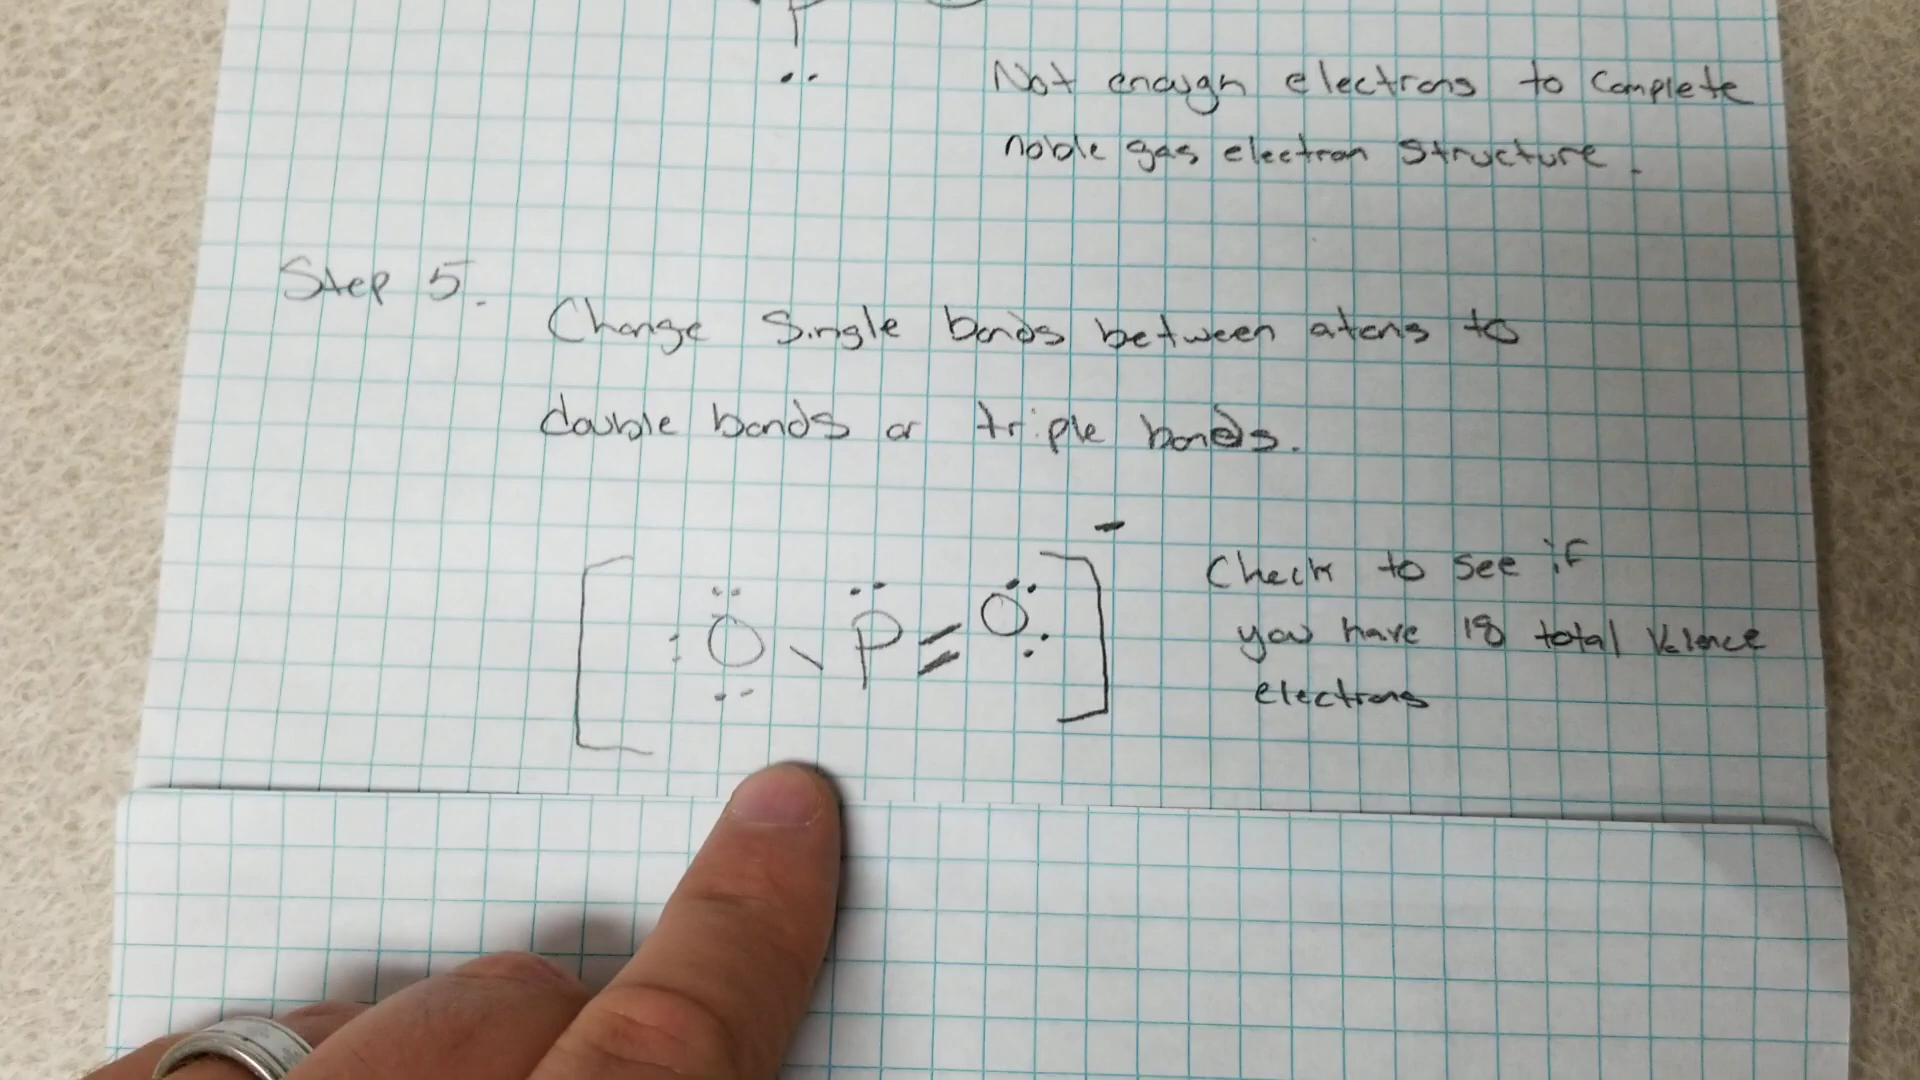 P
Not enough electrons to complete
noble gas electron structure.
Step 5.
Change single bonds between atoms to
double bonds or triple bonds.
[:Ö - P̈ = O:]⁻
Check to see if
you have 18 total Valence
electrons